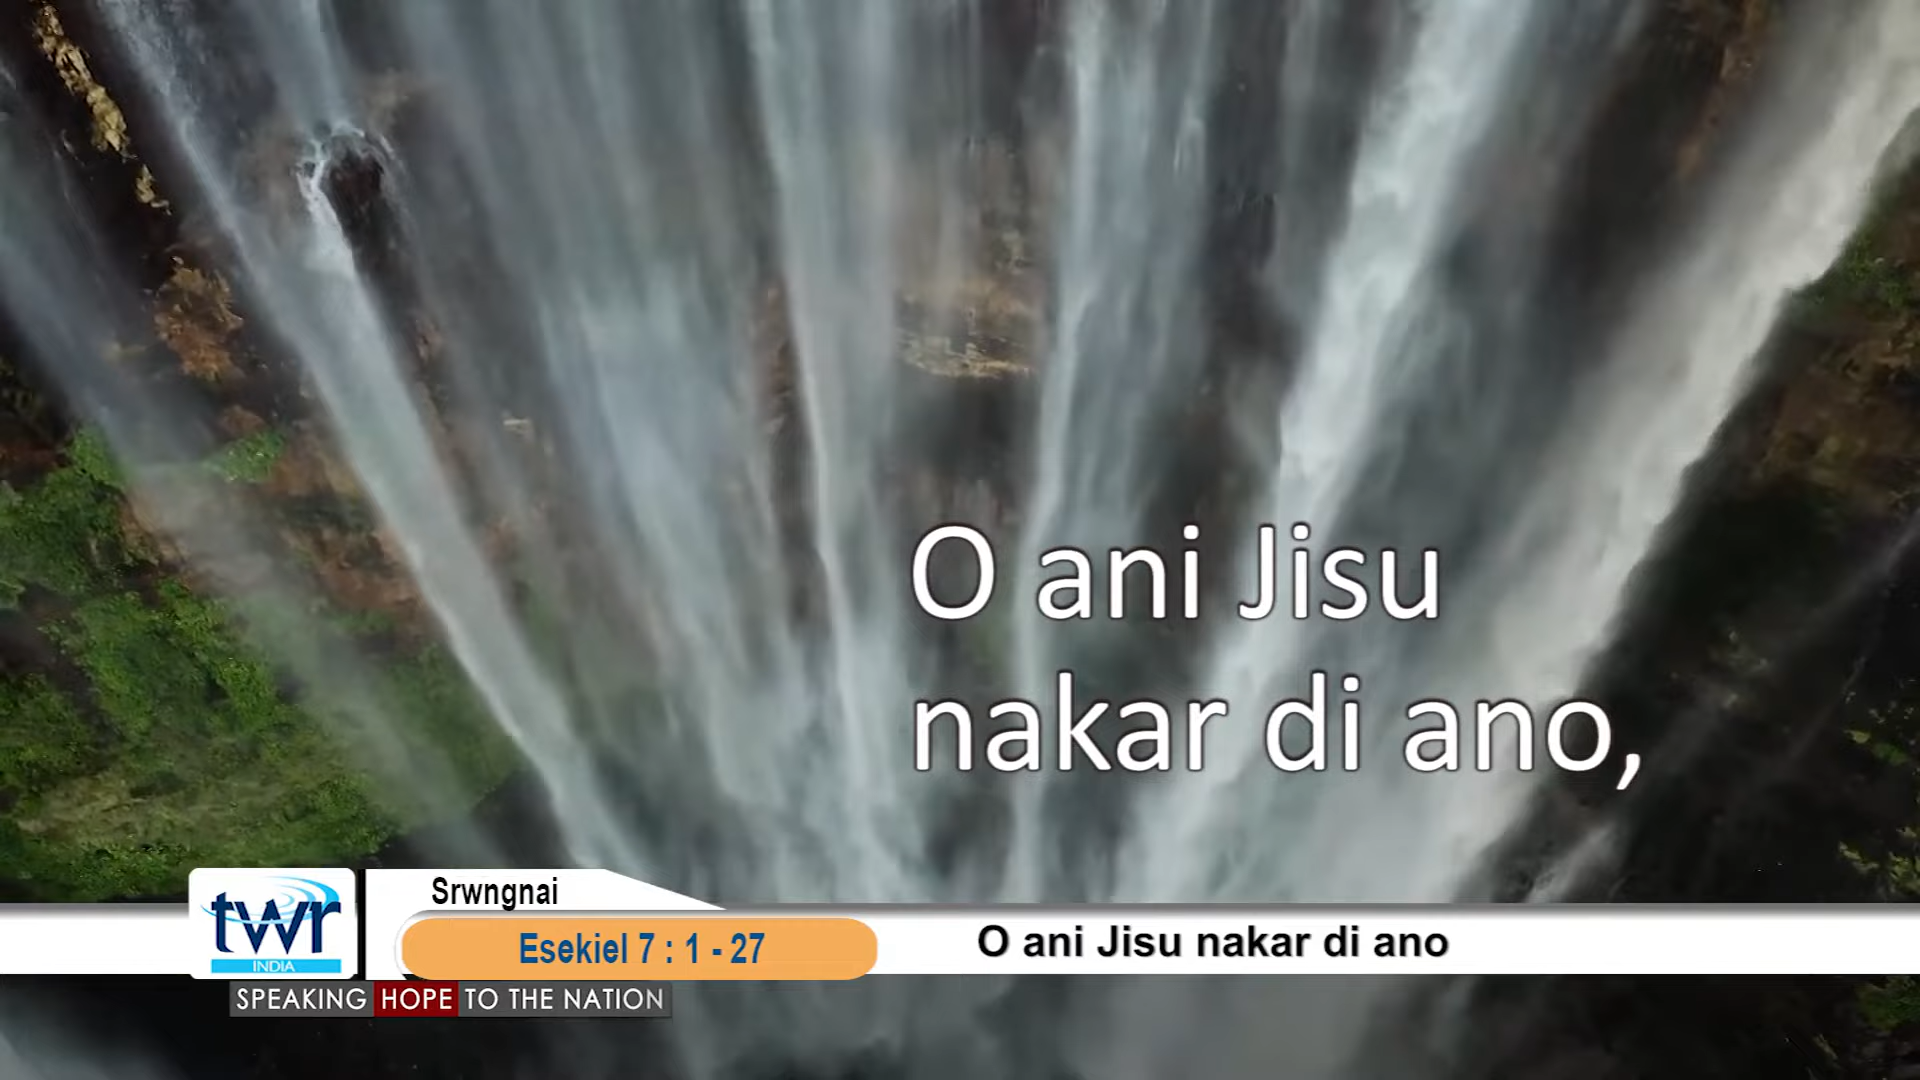 O ani Jisu
nakar di ano,
Srwngnai
Esekiel 7 : 1 - 27
O ani Jisu nakar di ano
twr
INDIA
SPEAKING HOPE TO THE NATION